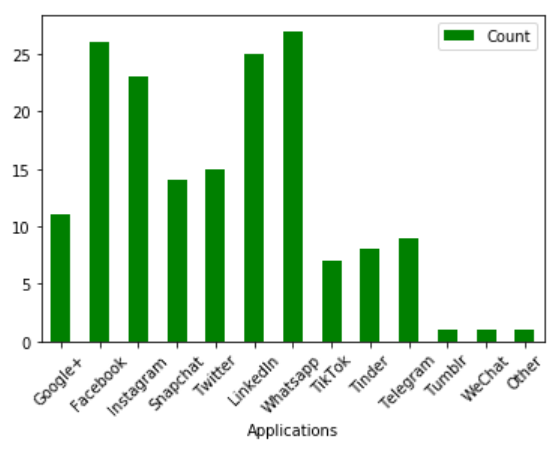 Count
25
20
15
10
5
0
Google+
Facebook
Instagram
Snapchat
Twitter
LinkedIn
Whatsapp
TikTok
Tinder
Telegram
Tumblr
WeChat
Other
Applications